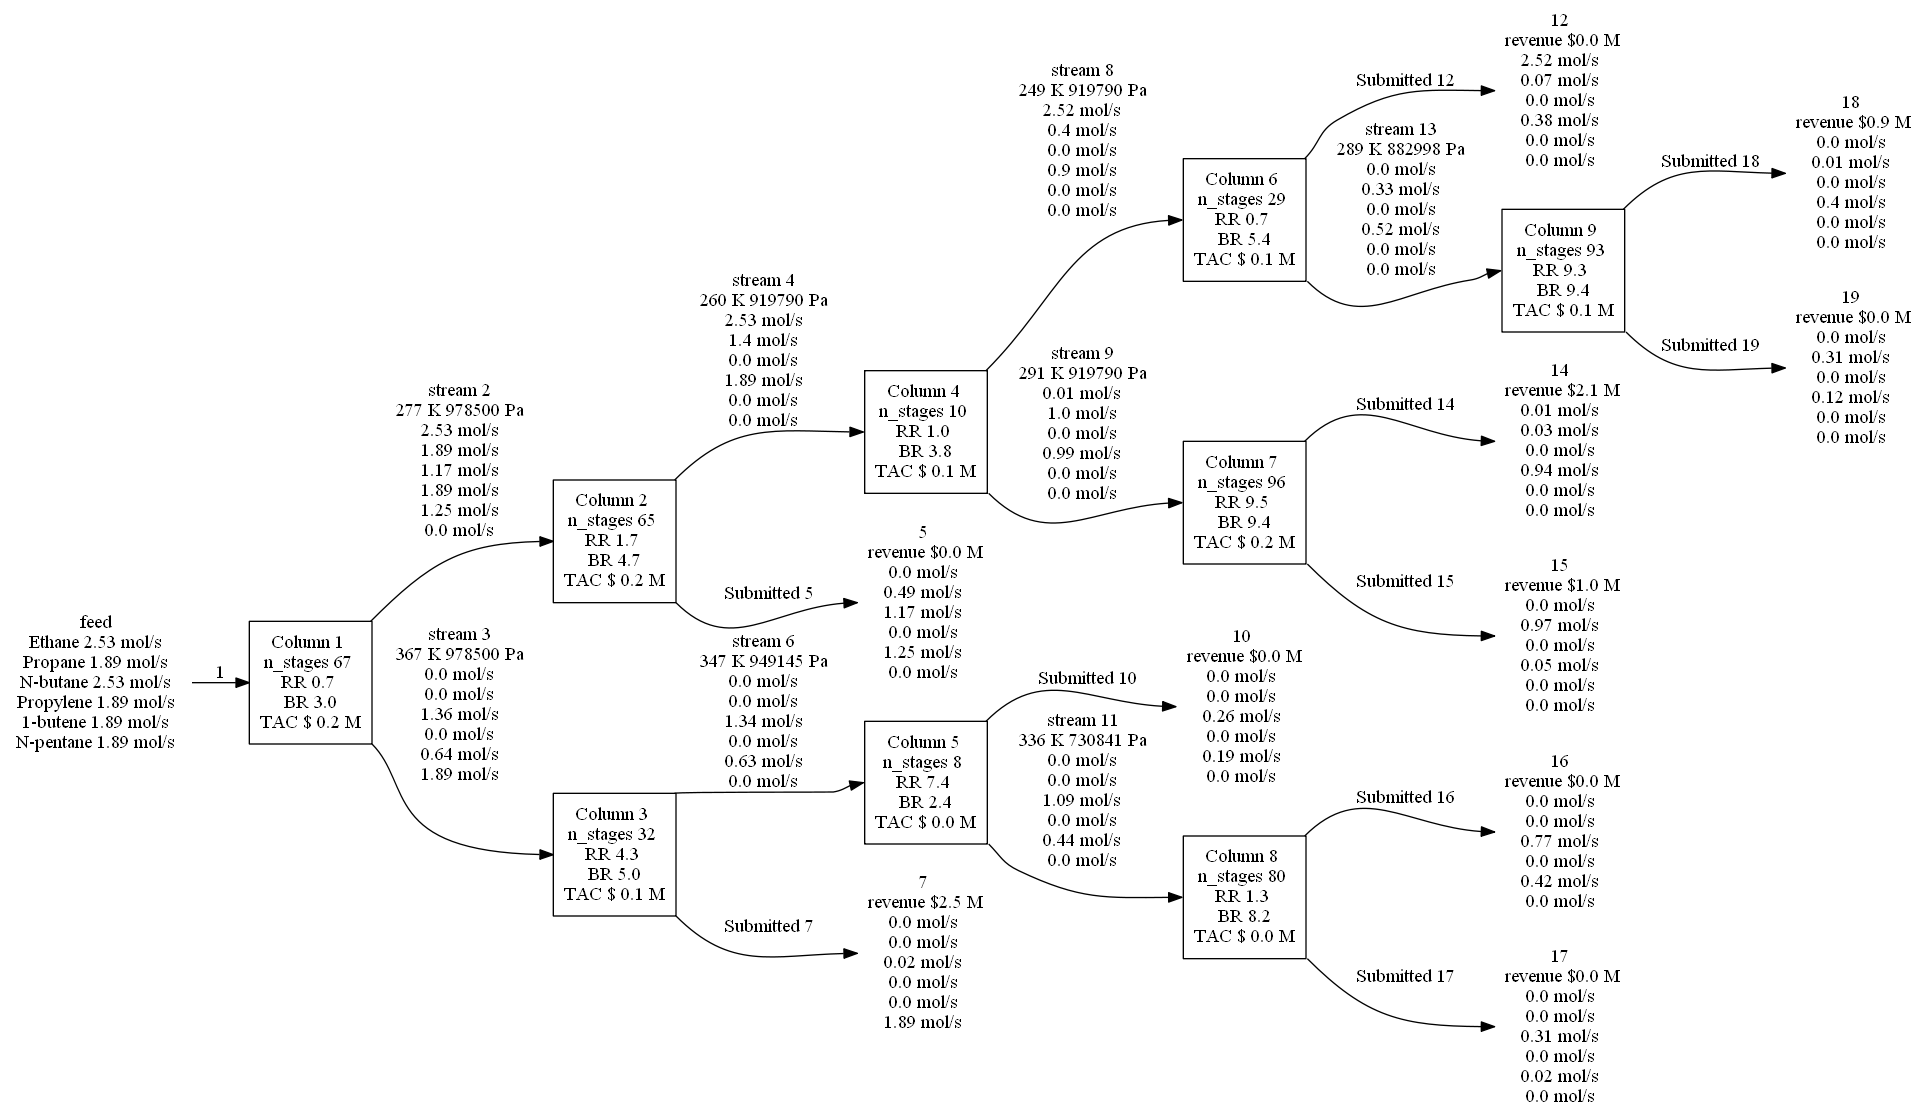 feed
Ethane 2.53 mol/s
Propane 1.89 mol/s
N-butane 2.53 mol/s
Propylene 1.89 mol/s
1-butene 1.89 mol/s
N-pentane 1.89 mol/s
1
Column 1
n_stages 67
RR 0.7
BR 3.0
TAC $ 0.2 M
stream 2
277 K 978500 Pa
2.53 mol/s
1.89 mol/s
1.17 mol/s
1.89 mol/s
1.25 mol/s
0.0 mol/s
stream 3
367 K 978500 Pa
0.0 mol/s
0.0 mol/s
1.36 mol/s
0.0 mol/s
0.64 mol/s
1.89 mol/s
Column 2
n_stages 65
RR 1.7
BR 4.7
TAC $ 0.2 M
Column 3
n_stages 32
RR 4.3
BR 5.0
TAC $ 0.1 M
stream 4
260 K 919790 Pa
2.53 mol/s
1.4 mol/s
0.0 mol/s
1.89 mol/s
0.0 mol/s
0.0 mol/s
Submitted 5
stream 6
347 K 949145 Pa
0.0 mol/s
0.0 mol/s
1.34 mol/s
0.0 mol/s
0.63 mol/s
0.0 mol/s
Submitted 7
Column 4
n_stages 10
RR 1.0
BR 3.8
TAC $ 0.1 M
5
revenue $0.0 M
0.0 mol/s
0.49 mol/s
1.17 mol/s
0.0 mol/s
1.25 mol/s
0.0 mol/s
Column 5
n_stages 8
RR 7.4
BR 2.4
TAC $ 0.0 M
7
revenue $2.5 M
0.0 mol/s
0.0 mol/s
0.02 mol/s
0.0 mol/s
0.0 mol/s
1.89 mol/s
stream 8
249 K 919790 Pa
2.52 mol/s
0.4 mol/s
0.0 mol/s
0.9 mol/s
0.0 mol/s
0.0 mol/s
stream 9
291 K 919790 Pa
0.01 mol/s
1.0 mol/s
0.0 mol/s
0.99 mol/s
0.0 mol/s
0.0 mol/s
Submitted 10
stream 11
336 K 730841 Pa
0.0 mol/s
0.0 mol/s
1.09 mol/s
0.0 mol/s
0.44 mol/s
0.0 mol/s
Column 6
n_stages 29
RR 0.7
BR 5.4
TAC $ 0.1 M
Column 7
n_stages 96
RR 9.5
BR 9.4
TAC $ 0.2 M
10
revenue $0.0 M
0.0 mol/s
0.0 mol/s
0.26 mol/s
0.0 mol/s
0.19 mol/s
0.0 mol/s
Column 8
n_stages 80
RR 1.3
BR 8.2
TAC $ 0.0 M
Submitted 12
stream 13
289 K 882998 Pa
0.0 mol/s
0.33 mol/s
0.0 mol/s
0.52 mol/s
0.0 mol/s
0.0 mol/s
Submitted 14
Submitted 15
Submitted 16
Submitted 17
12
revenue $0.0 M
2.52 mol/s
0.07 mol/s
0.0 mol/s
0.38 mol/s
0.0 mol/s
0.0 mol/s
Column 9
n_stages 93
RR 9.3
BR 9.4
TAC $ 0.1 M
14
revenue $2.1 M
0.01 mol/s
0.03 mol/s
0.0 mol/s
0.94 mol/s
0.0 mol/s
0.0 mol/s
15
revenue $1.0 M
0.0 mol/s
0.97 mol/s
0.0 mol/s
0.05 mol/s
0.0 mol/s
0.0 mol/s
16
revenue $0.0 M
0.0 mol/s
0.0 mol/s
0.77 mol/s
0.0 mol/s
0.42 mol/s
0.0 mol/s
17
revenue $0.0 M
0.0 mol/s
0.0 mol/s
0.31 mol/s
0.0 mol/s
0.02 mol/s
0.0 mol/s
Submitted 18
Submitted 19
18
revenue $0.9 M
0.0 mol/s
0.01 mol/s
0.0 mol/s
0.4 mol/s
0.0 mol/s
0.0 mol/s
19
revenue $0.0 M
0.0 mol/s
0.31 mol/s
0.0 mol/s
0.12 mol/s
0.0 mol/s
0.0 mol/s